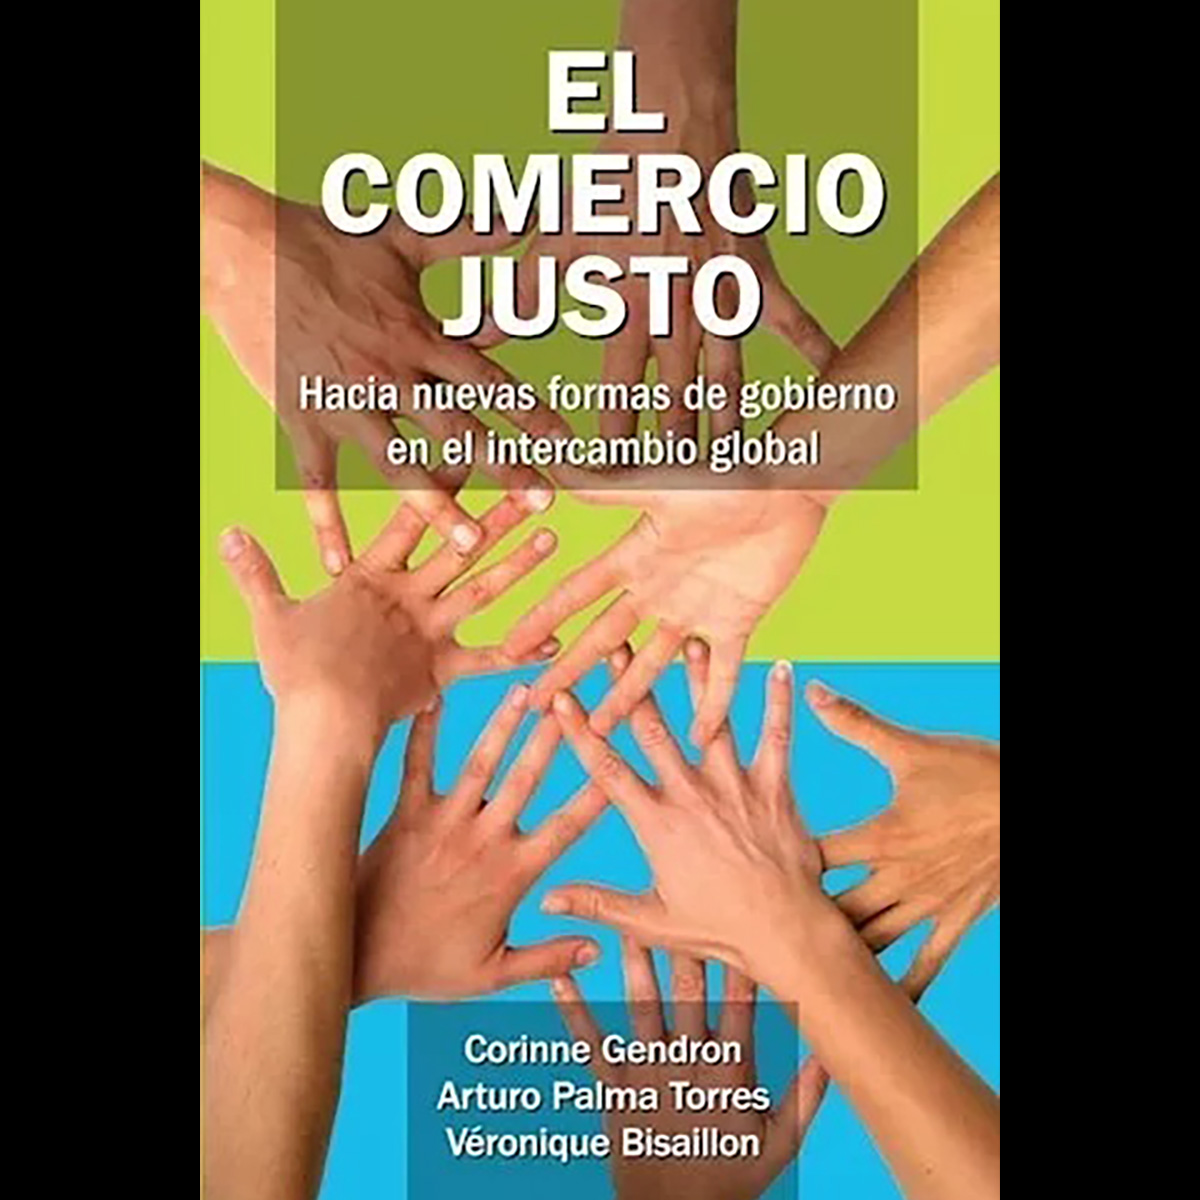 EL
COMERCIO
JUSTO
Hacia nuevas formas de gobierno
en el intercambio global
Corinne Gendron
Arturo Palma Torres
Véronique Bisaillon